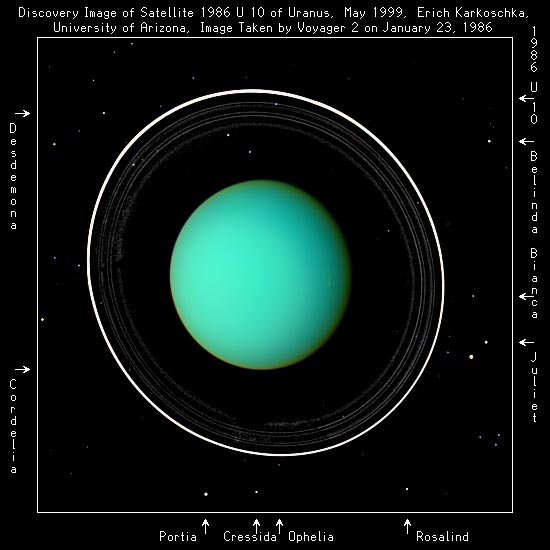 Discovery Image of Satellite 1986 U 10 of Uranus, May 1999, Erich Karkoschka,
University of Arizona, Image Taken by Voyager 2 on January 23, 1986
1986 U 10
Desdemona
Belinda
Bianca
Juliet
Cordelia
Portia
Cressida
Ophelia
Rosalind